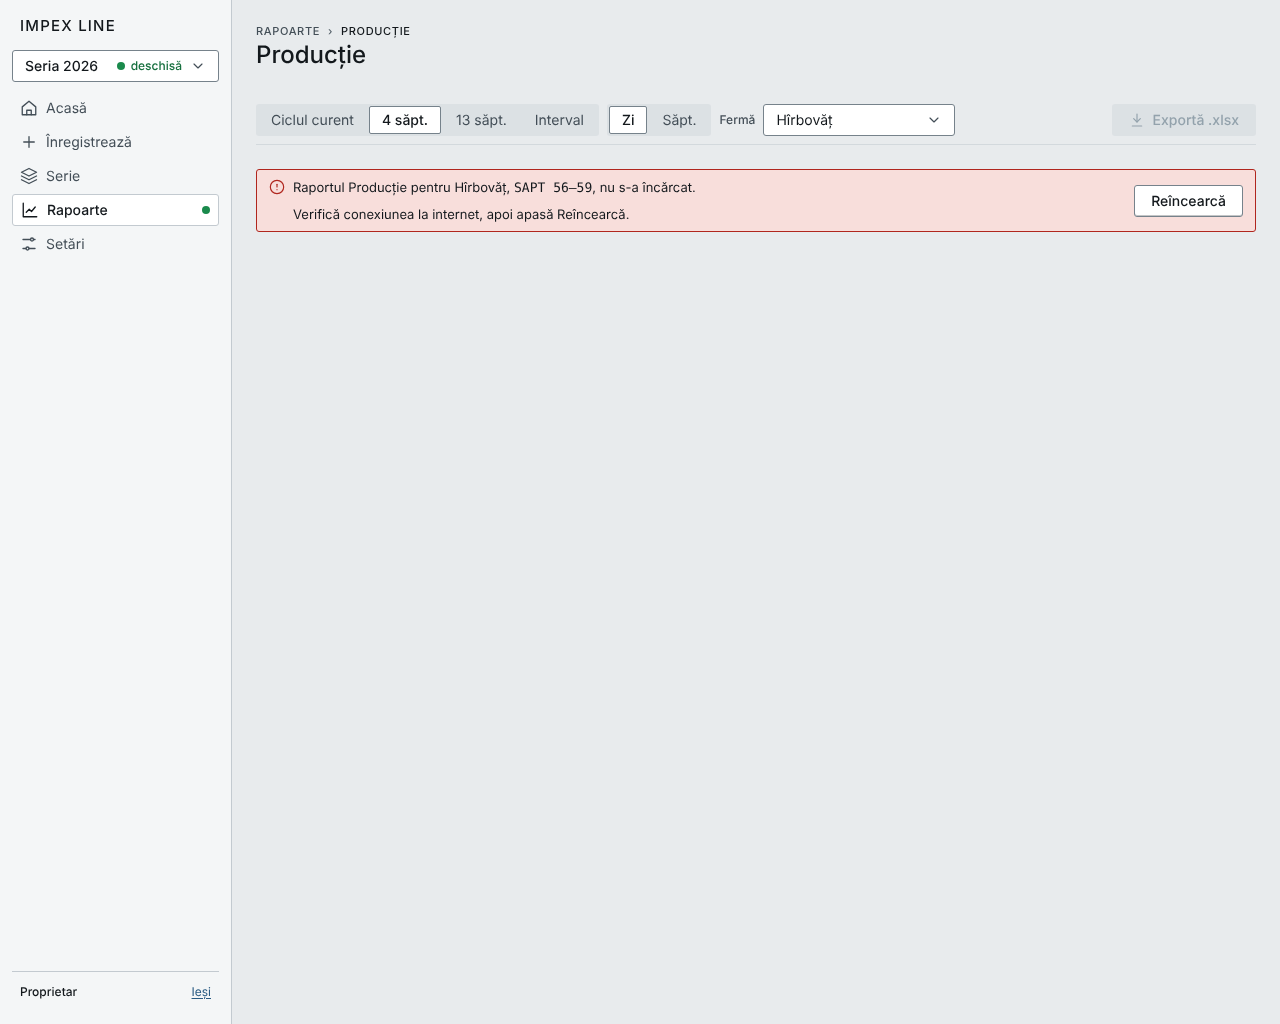 IMPEX LINE
Seria 2026 deschisă
Acasă
Înregistrează
Serie
Rapoarte
Setări
Proprietar Ieși
RAPOARTE › PRODUCȚIE
Producție
Ciclul curent 4 săpt. 13 săpt. Interval Zi Săpt. Fermă Hîrbovăț Exportă .xlsx
Raportul Producție pentru Hîrbovăț, SAPT 56–59, nu s-a încărcat.
Verifică conexiunea la internet, apoi apasă Reîncearcă.
Reîncearcă